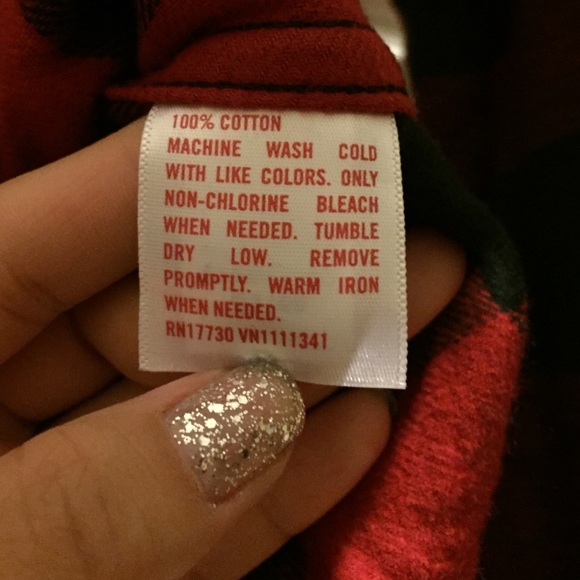 100% COTTON
MACHINE WASH COLD
WITH LIKE COLORS. ONLY
NON-CHLORINE BLEACH
WHEN NEEDED. TUMBLE
DRY LOW. REMOVE
PROMPTLY. WARM IRON
WHEN NEEDED.
RN17730 VN1111341